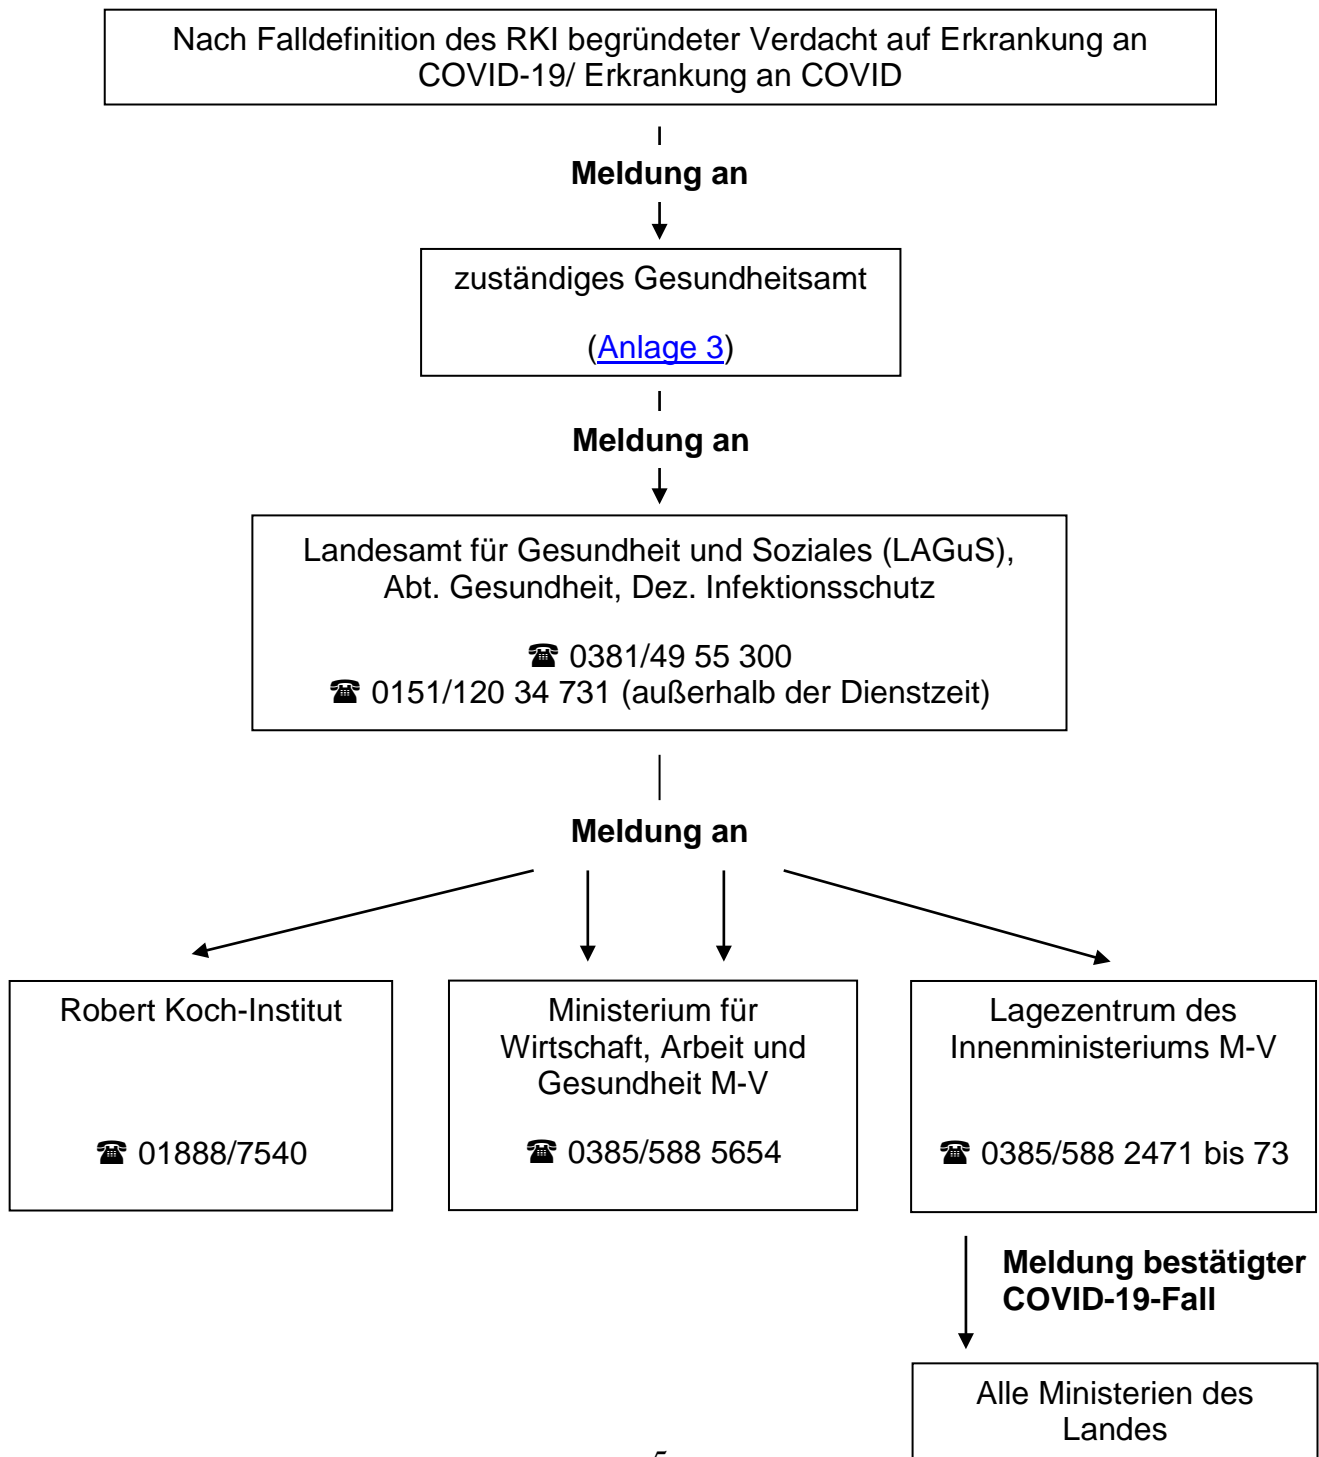 Nach Falldefinition des RKI begründeter Verdacht auf Erkrankung an
COVID-19/ Erkrankung an COVID
Meldung an
zuständiges Gesundheitsamt
(Anlage 3)
Meldung an
Landesamt für Gesundheit und Soziales (LAGuS),
Abt. Gesundheit, Dez. Infektionsschutz
☎ 0381/49 55 300
☎ 0151/120 34 731 (außerhalb der Dienstzeit)
Meldung an
Robert Koch-Institut
☎ 01888/7540
Ministerium für
Wirtschaft, Arbeit und
Gesundheit M-V
☎ 0385/588 5654
Lagezentrum des
Innenministeriums M-V
☎ 0385/588 2471 bis 73
Meldung bestätigter
COVID-19-Fall
Alle Ministerien des
Landes